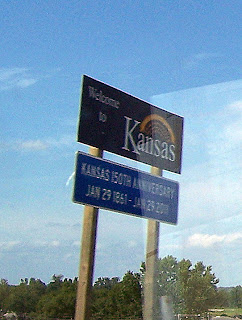 Welcome
to
Kansas
KANSAS 150TH ANNIVERSARY
JAN 29 1861 - JAN 29 2011